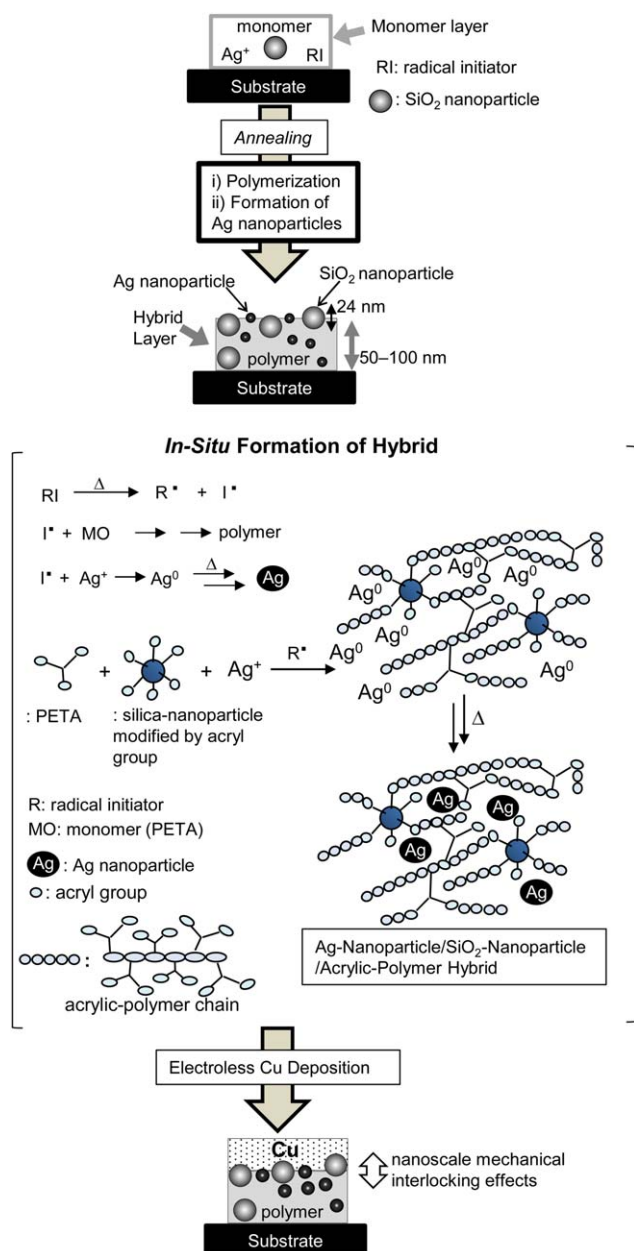 monomer
Ag⁺ RI
Substrate
Monomer layer
RI: radical initiator
: SiO₂ nanoparticle
Annealing
i) Polymerization
ii) Formation of
Ag nanoparticles
Ag nanoparticle
SiO₂ nanoparticle
24 nm
Hybrid
Layer
polymer
50–100 nm
Substrate
In-Situ Formation of Hybrid
RI Δ R▪ + I▪
I▪ + MO → → polymer
I▪ + Ag⁺ → Ag⁰ Δ Ag
+ + Ag⁺ R▪
: PETA
: silica-nanoparticle
modified by acryl
group
Ag⁰
Ag⁰
Ag⁰
Ag⁰
Ag⁰
Ag⁰
Ag⁰
Δ
R: radical initiator
MO: monomer (PETA)
Ag : Ag nanoparticle
: acryl group
:
acrylic-polymer chain
Ag
Ag
Ag
Ag
Ag-Nanoparticle/SiO₂-Nanoparticle
/Acrylic-Polymer Hybrid
Electroless Cu Deposition
Cu
polymer
Substrate
nanoscale mechanical
interlocking effects